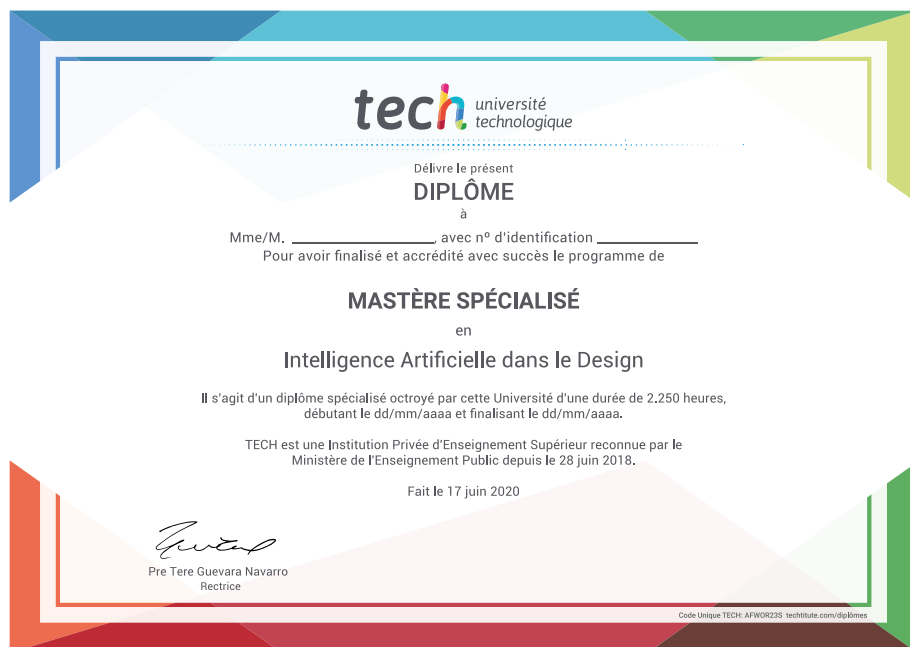 tech université
technologique
Délivre le présent
DIPLÔME
à
Mme/M. ____________, avec nº d'identification ____________
Pour avoir finalisé et accrédité avec succès le programme de
MASTÈRE SPÉCIALISÉ
en
Intelligence Artificielle dans le Design
Il s'agit d'un diplôme spécialisé octroyé par cette Université d'une durée de 2.250 heures,
débutant le dd/mm/aaaa et finalisant le dd/mm/aaaa.
TECH est une Institution Privée d'Enseignement Supérieur reconnue par le
Ministère de l'Enseignement Public depuis le 28 juin 2018.
Fait le 17 juin 2020
Pre Tere Guevara Navarro
Rectrice
Code Unique TECH: AFWOR23S techtitute.com/diplômes